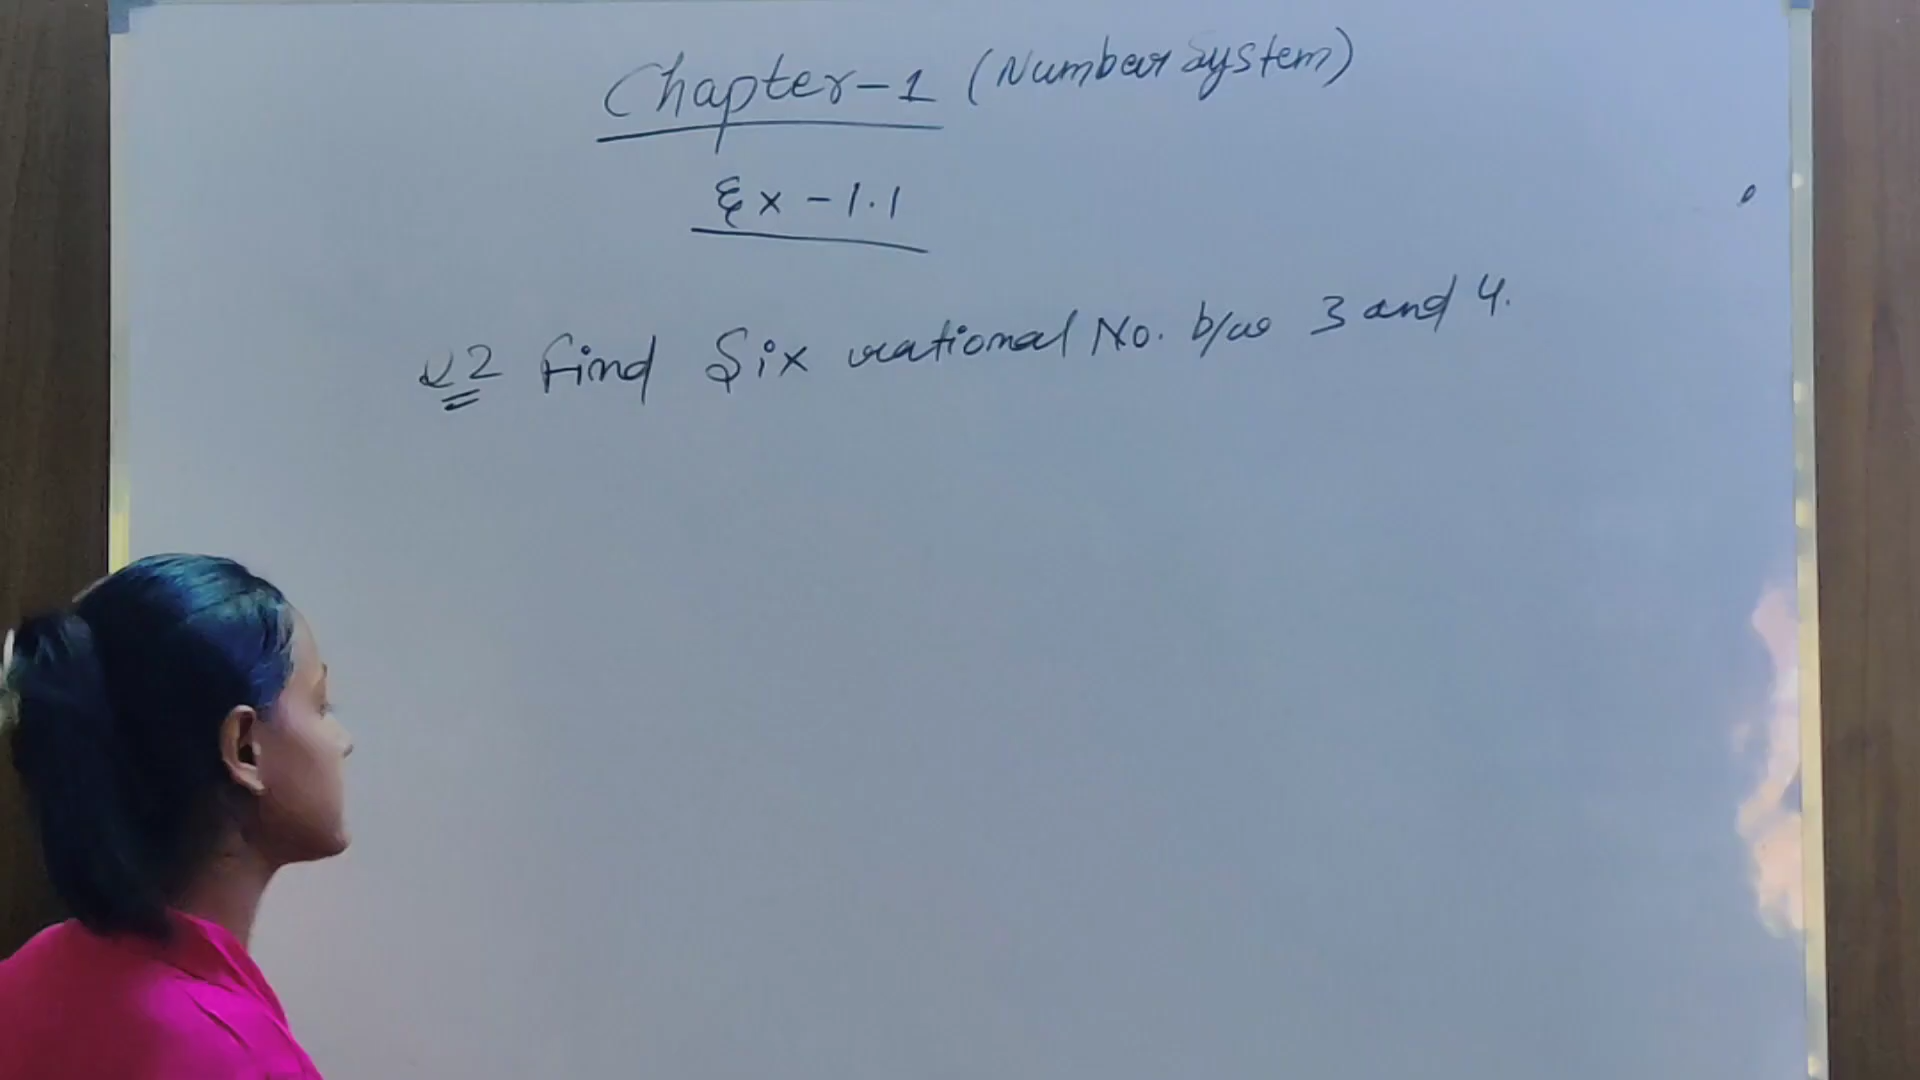 Chapter-1 (Number System)
Ex-1.1
Q2 Find Six rational No. b/w 3 and 4.